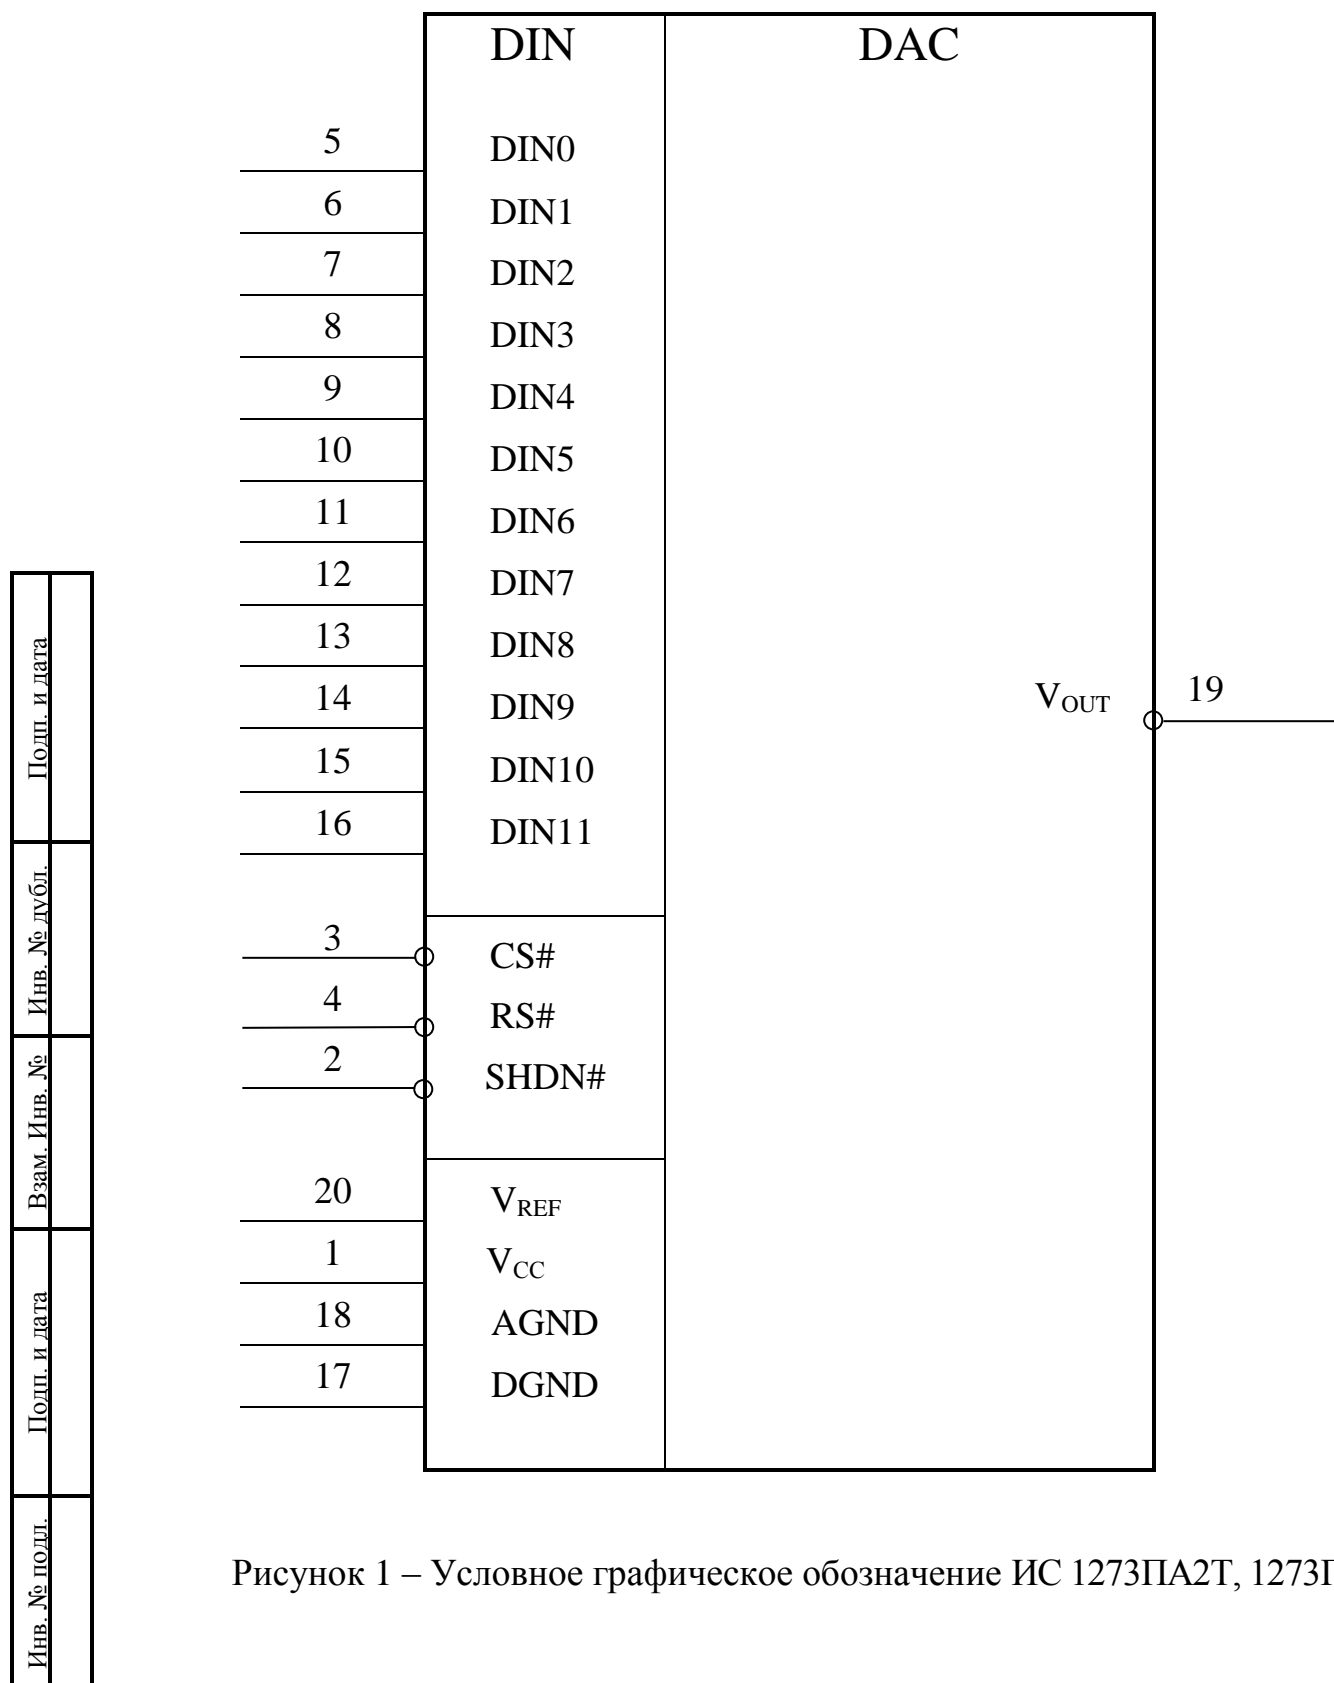 DIN DAC
5 DIN0
6 DIN1
7 DIN2
8 DIN3
9 DIN4
10 DIN5
11 DIN6
12 DIN7
13 DIN8
14 DIN9
VOUT 19
15 DIN10
16 DIN11
3 CS#
4 RS#
2 SHDN#
20 VREF
1 VCC
18 AGND
17 DGND
Подп. и дата
Инв. № дубл.
Взам. Инв. №
Подп. и дата
Инв. № подл.
Рисунок 1 – Условное графическое обозначение ИС 1273ПА2Т,